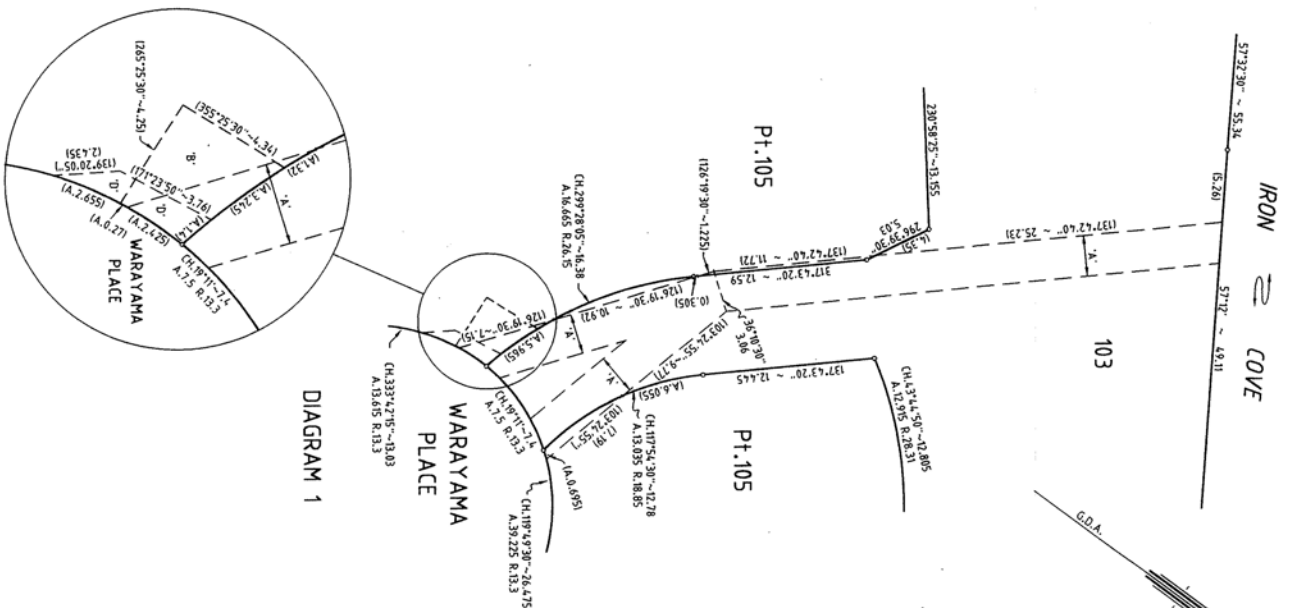 IRON COVE
57°32'30" ~ 55.34
(5.26)
57°12' ~ 49.11
103
(137°42'40" ~ 25.23)
'A'
230°58'25"~13.155
296°39'30"
5.03
(4.35)
Pt.105
(126°19'30"~1.225)
(137°42'40" ~ 11.72)
317°43'20" ~ 12.59
(0.305)
36°10'30"
3.06
CH.299°28'05"~16.38
A.16.665 R.26.15
(126°19'30" ~ 10.92)
(126°19'30"~7.15)
'A'
(A.5.965)
(103°24'55"~9.77)
'A'
(A.6.055)
(103°24'55")
(7.19)
137°43'20" ~ 12.445
CH.43°44'50"~12.805
A.12.915 R.28.31
CH.117°54'30"~12.78
A.13.035 R.18.85
Pt.105
CH.19°11'~7.4
A.7.5 R.13.3
(A.0.695)
CH.119°49'30"~26.475
A.39.225 R.13.3
WARAYAMA
PLACE
CH.333°42'15"~13.03
A.13.615 R.13.3
DIAGRAM 1
(265°25'30"~4.25)
(355°25'30"~4.34)
'B'
(A.1.32)
(A.3.245)
'A'
(171°23'50"~3.76)
(139°20'05")
(2.435)
'D'
'D'
(A.1.4)
(A.2.655)
(A.0.27)
(A.2.425)
CH.19°11'~7.4
A.7.5 R.13.3
WARAYAMA
PLACE
G.D.A.